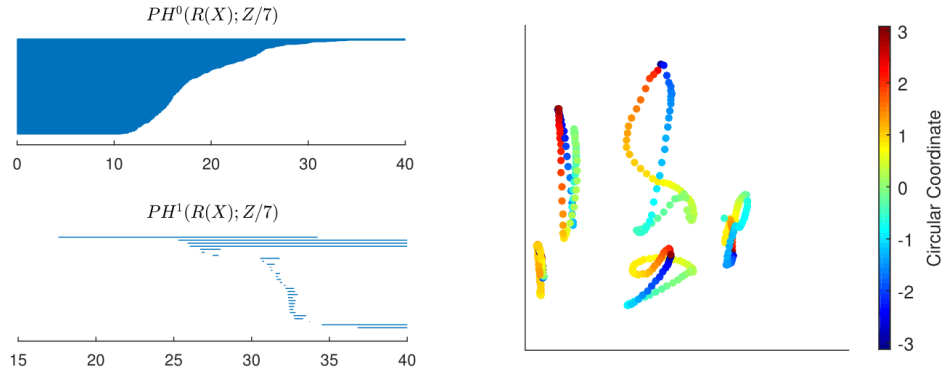 PH⁰(R(X); Z/7)
0 10 20 30 40
PH¹(R(X); Z/7)
15 20 25 30 35 40
3
2
1
0
-1
-2
-3
Circular Coordinate